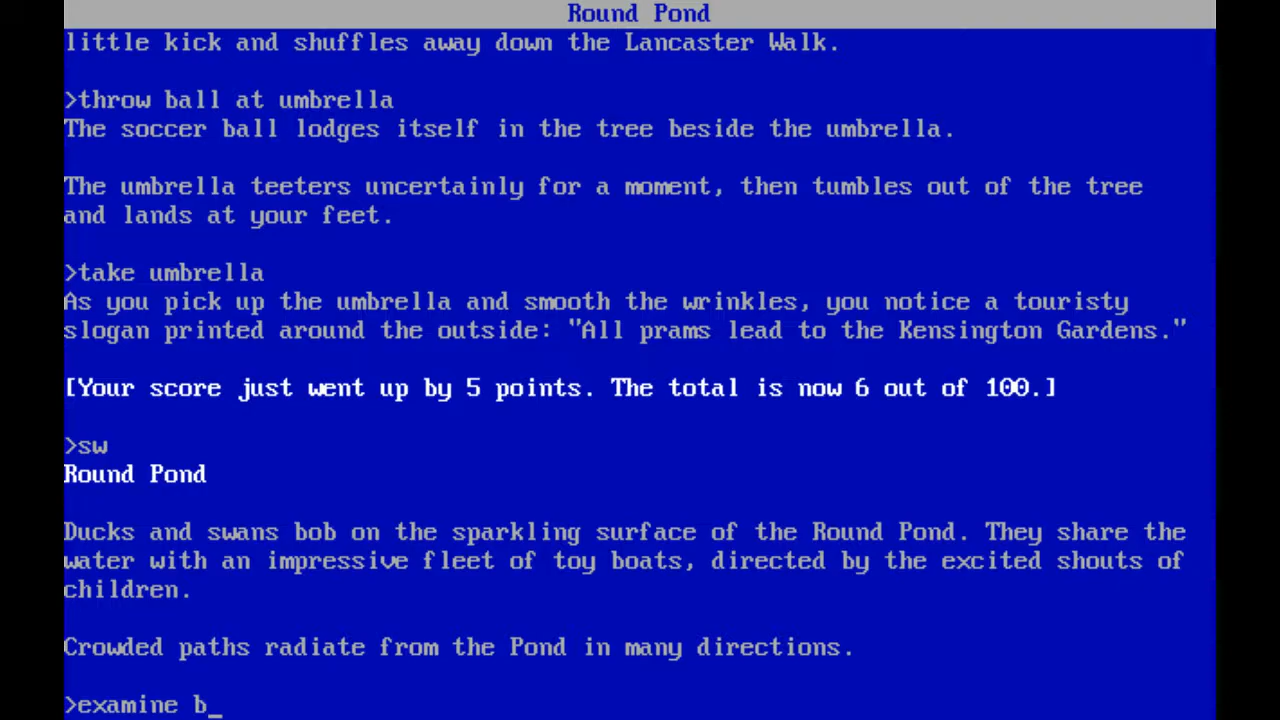 Round Pond
little kick and shuffles away down the Lancaster Walk.
>throw ball at umbrella
The soccer ball lodges itself in the tree beside the umbrella.
The umbrella teeters uncertainly for a moment, then tumbles out of the tree
and lands at your feet.
>take umbrella
As you pick up the umbrella and smooth the wrinkles, you notice a touristy
slogan printed around the outside: "All prams lead to the Kensington Gardens."
[Your score just went up by 5 points. The total is now 6 out of 100.]
>sw
Round Pond
Ducks and swans bob on the sparkling surface of the Round Pond. They share the
water with an impressive fleet of toy boats, directed by the excited shouts of
children.
Crowded paths radiate from the Pond in many directions.
>examine b_